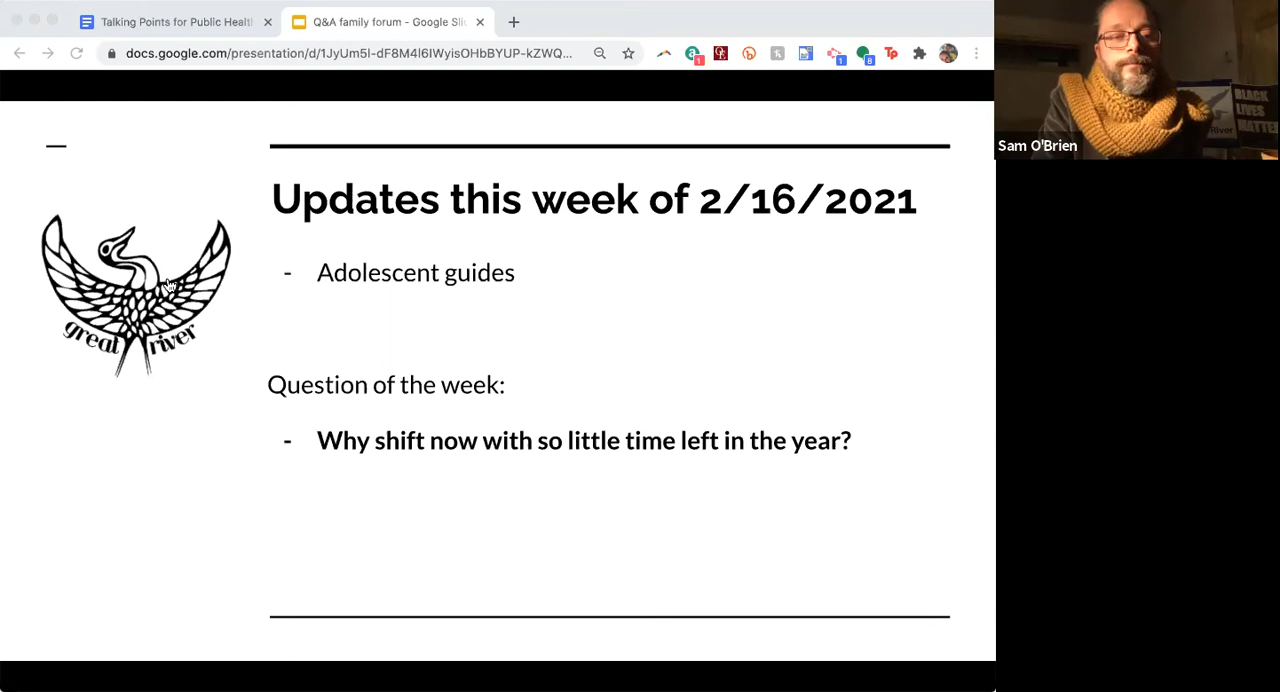 Talking Points for Public Healt
Q&A family forum - Google Sli
docs.google.com/presentation/d/1JyUm5l-dF8M4l6IWyisOHbBYUP-kZWQ...
Updates this week of 2/16/2021
- Adolescent guides
great river
Question of the week:
- Why shift now with so little time left in the year?
BLACK
LIVES
MATTER
River
Sam O'Brien